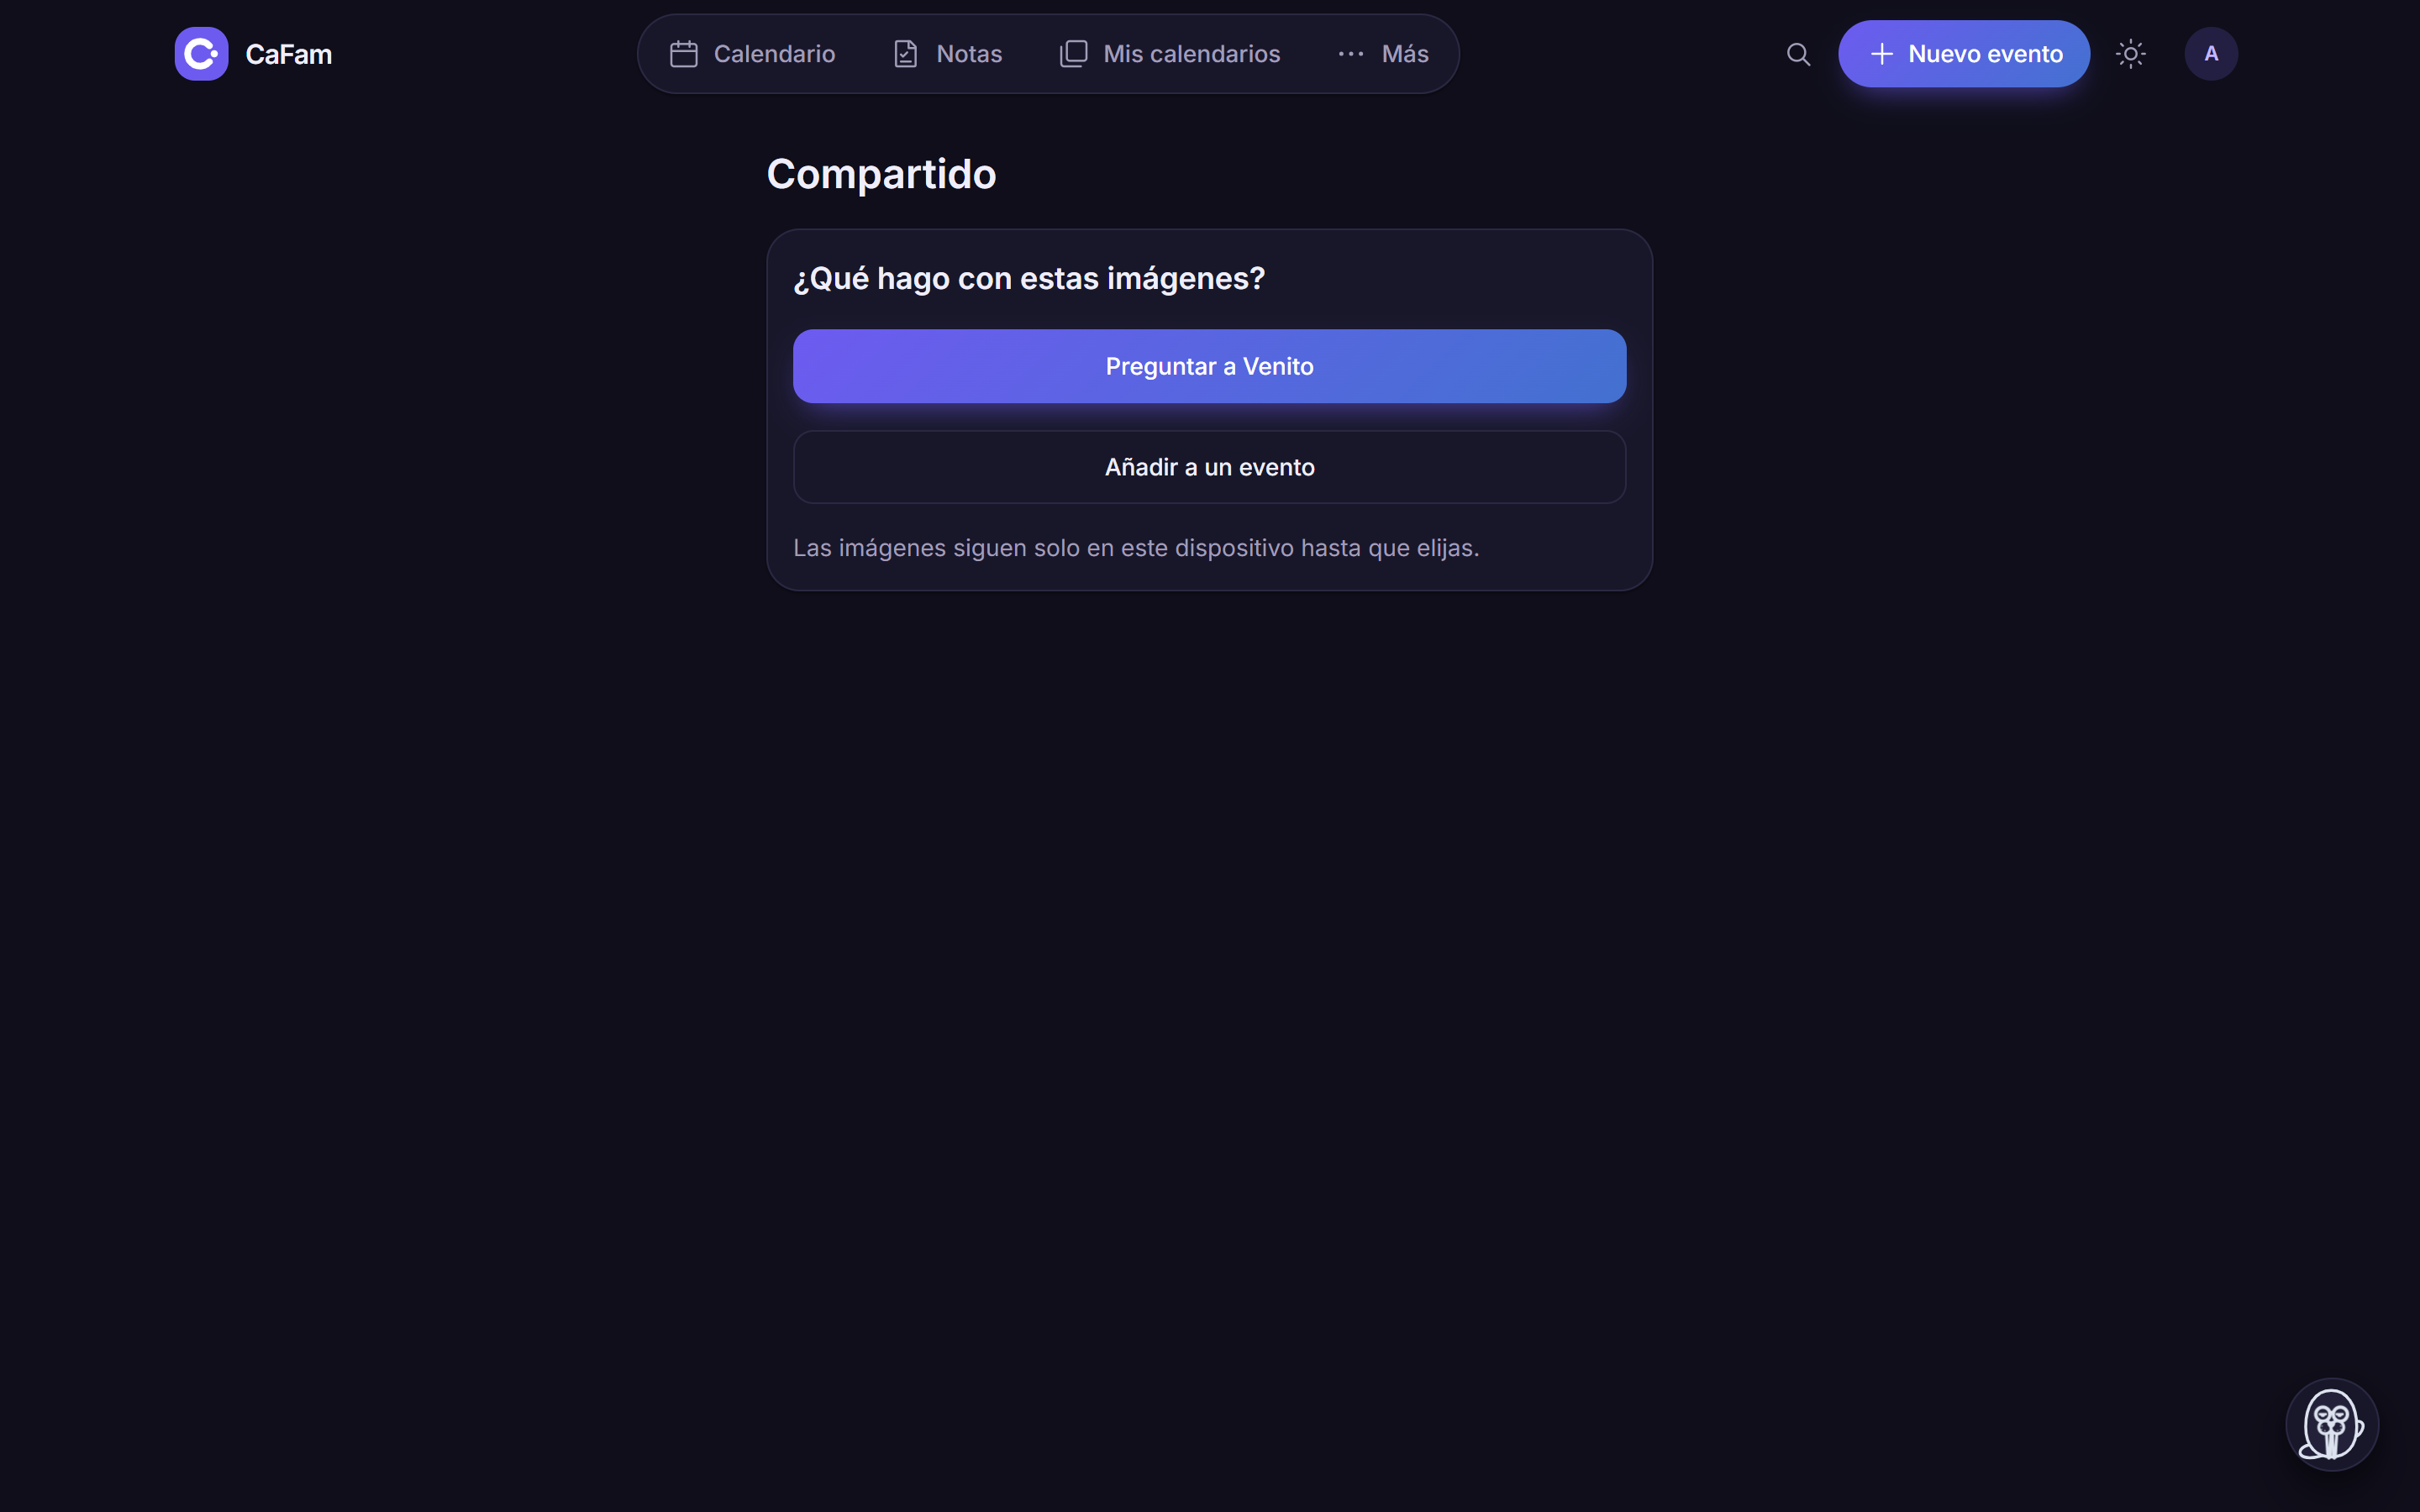 CaFam
Calendario
Notas
Mis calendarios
Más
Nuevo evento
A
Compartido
¿Qué hago con estas imágenes?
Preguntar a Venito
Añadir a un evento
Las imágenes siguen solo en este dispositivo hasta que elijas.